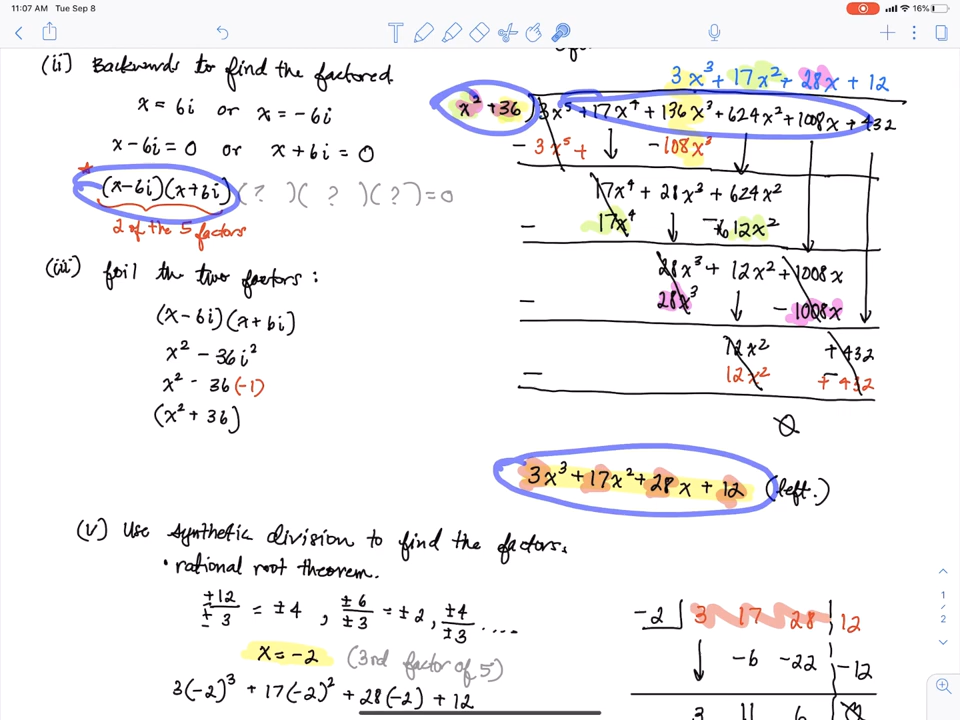 11:07 AM Tue Sep 8
16%
(ii) Backwards to find the factored.
x = 6i or x = -6i
x - 6i = 0 or x + 6i = 0
(x-6i)(x+6i)( ? )( ? )( ? ) = 0
2 of the 5 factors
(iii) foil the two factors :
(x - 6i)(x + 6i)
x² - 36i²
x² - 36(-1)
(x² + 36)
3x³ + 17x² + 28x + 12
x² + 36 ) 3x⁵ + 17x⁴ + 136x³ + 624x² + 1008x + 432
- 3x⁵ + ↓ - 108x³
17x⁴ + 28x³ + 624x²
- 17x⁴ ↓ 612x²
28x³ + 12x² + 1008x
- 28x³ ↓ - 1008x
12x² + 432
- 12x² + 432
0
3x³ + 17x² + 28x + 12 (left.)
(v) Use synthetic division to find the factors.
• rational root theorem.
±12/±3 = ±4 , ±6/±3 = ±2 , ±4/±3 ....
x = -2 (3rd factor of 5)
3(-2)³ + 17(-2)² + 28(-2) + 12
-2 | 3 17 28 12
↓ -6 -22 -12
3 11 6
1/2